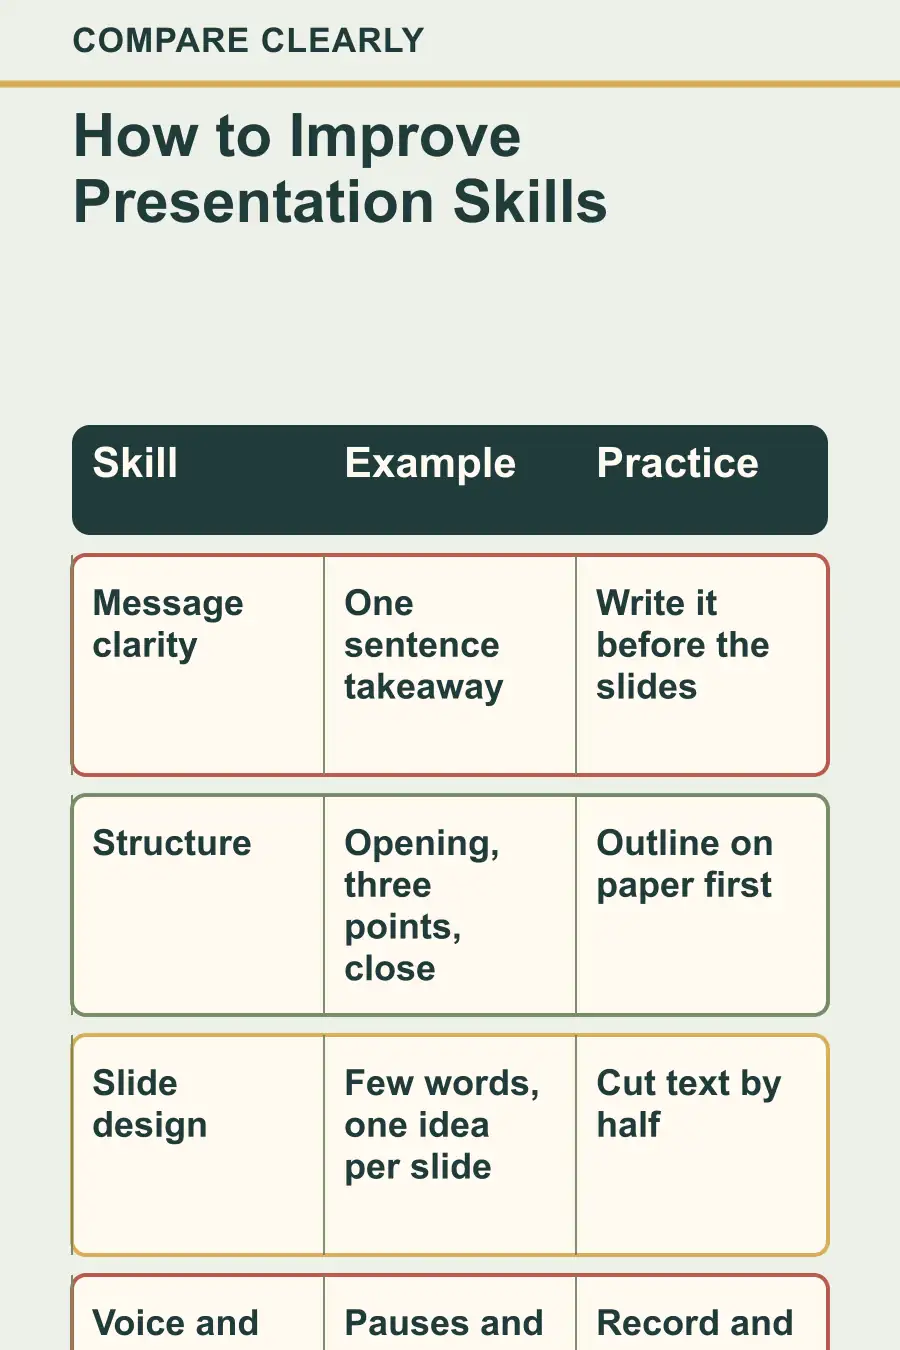 COMPARE CLEARLY
How to Improve
Presentation Skills
Skill Example Practice
Message
clarity
One
sentence
takeaway
Write it
before the
slides
Structure
Opening,
three
points,
close
Outline on
paper first
Slide
design
Few words,
one idea
per slide
Cut text by
half
Voice and
Pauses and
Record and